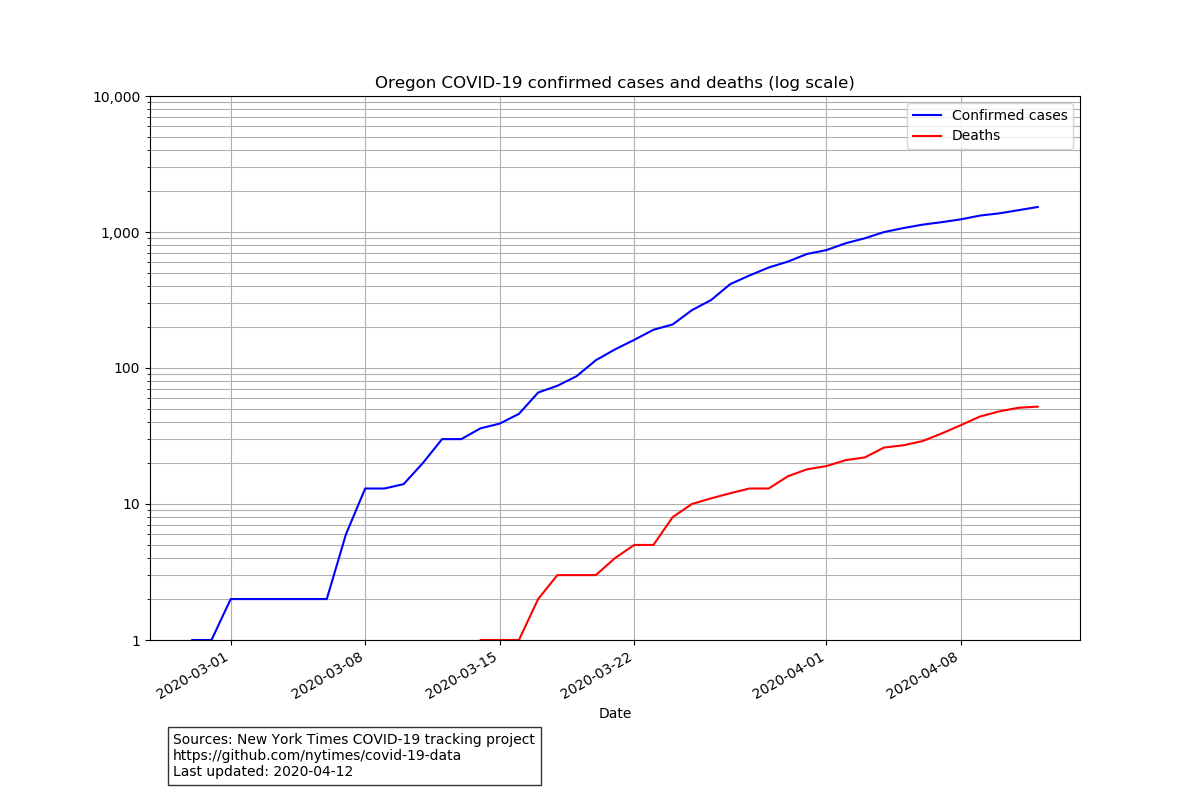 Oregon COVID-19 confirmed cases and deaths (log scale)
10,000
1,000
100
10
1
Confirmed cases
Deaths
2020-03-01
2020-03-08
2020-03-15
2020-03-22
2020-04-01
2020-04-08
Date
Sources: New York Times COVID-19 tracking project
https://github.com/nytimes/covid-19-data
Last updated: 2020-04-12